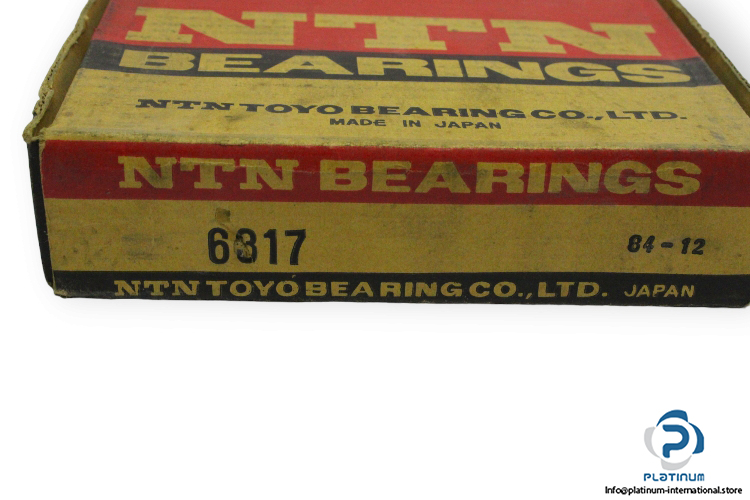 NTN
BEARINGS
NTN TOYO BEARING CO., LTD.
MADE IN JAPAN
NTN BEARINGS
6317 84-12
NTN TOYO BEARING CO., LTD. JAPAN
PLATINUM
Info@platinum-international.store